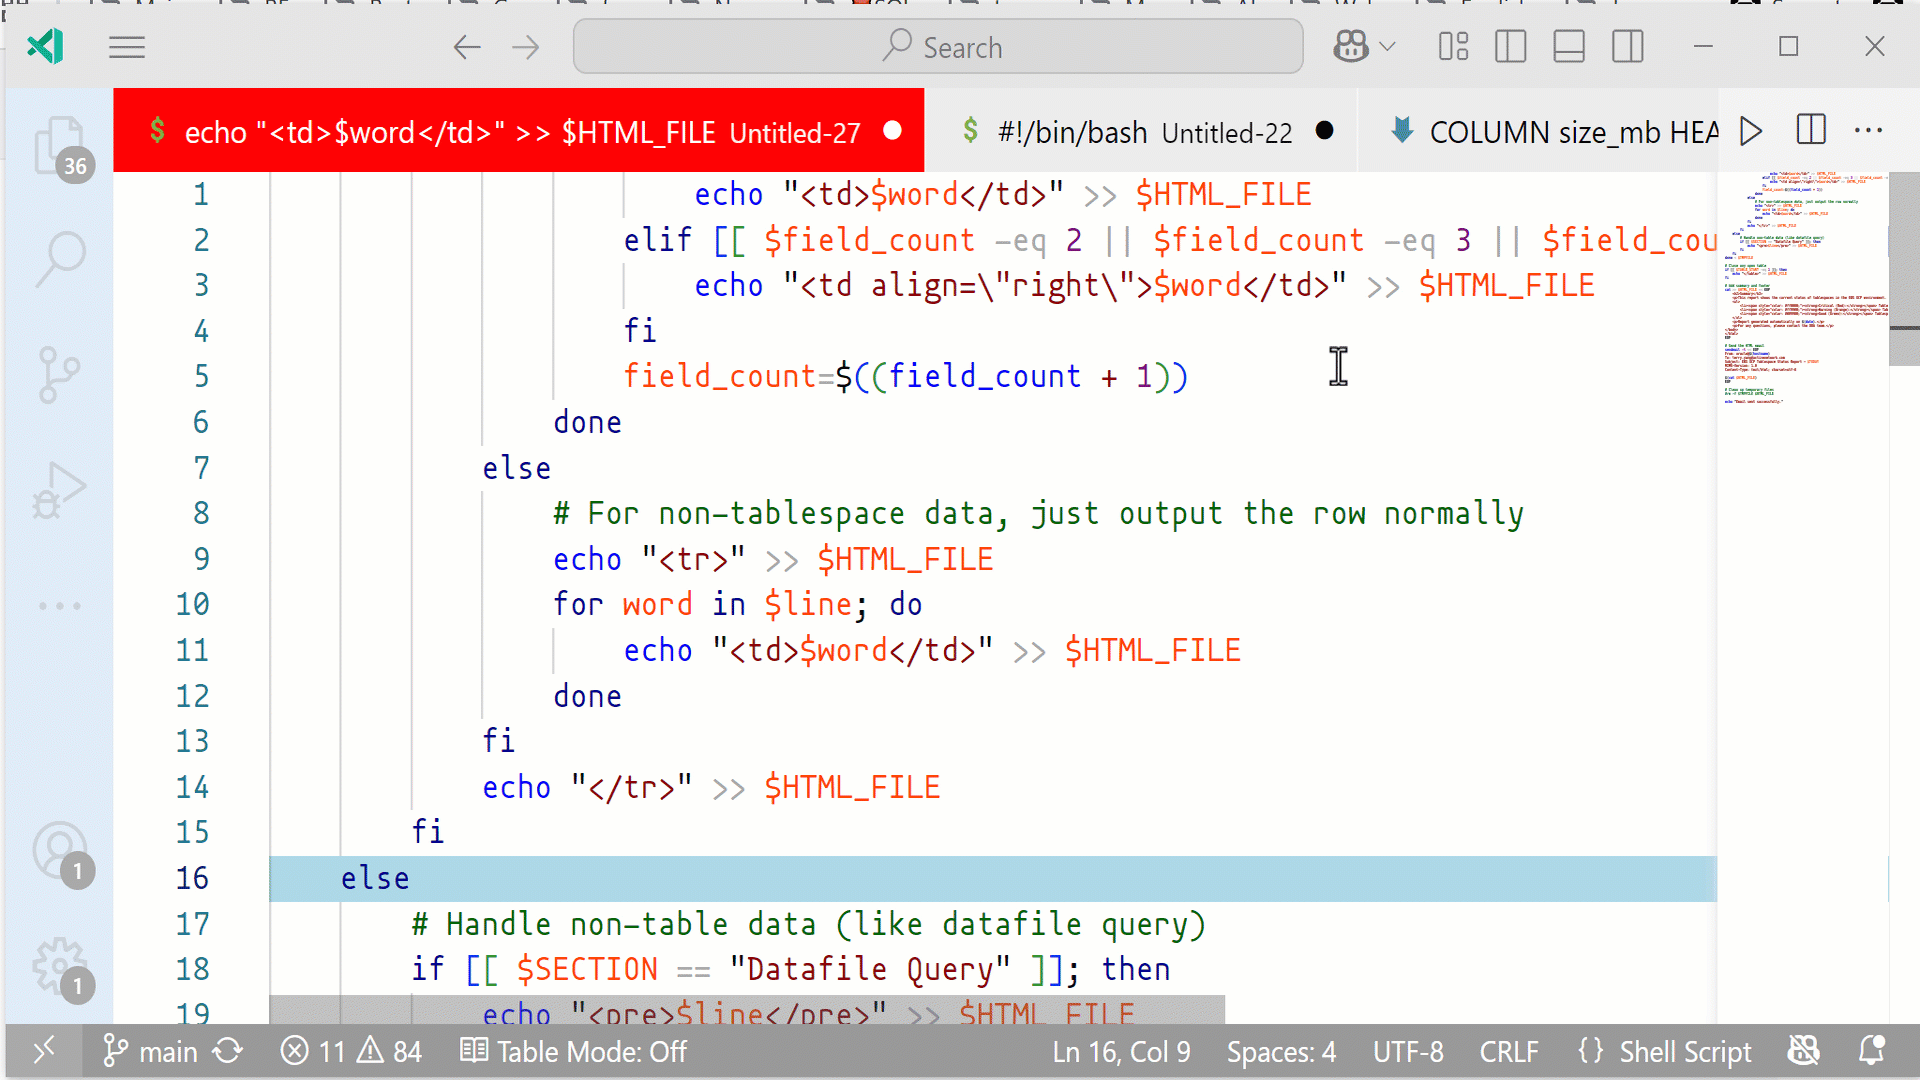 Search
echo "<td>$word</td>" >> $HTML_FILE Untitled-27
#!/bin/bash Untitled-22
COLUMN size_mb HEA
36
1 echo "<td>$word</td>" >> $HTML_FILE
2 elif [[ $field_count -eq 2 || $field_count -eq 3 || $field_cou
3 echo "<td align=\"right\">$word</td>" >> $HTML_FILE
4 fi
5 field_count=$((field_count + 1))
6 done
7 else
8 # For non-tablespace data, just output the row normally
9 echo "<tr>" >> $HTML_FILE
10 for word in $line; do
11 echo "<td>$word</td>" >> $HTML_FILE
12 done
13 fi
14 echo "</tr>" >> $HTML_FILE
15 fi
16 else
17 # Handle non-table data (like datafile query)
18 if [[ $SECTION == "Datafile Query" ]]; then
19 echo "<pre>$line</pre>" >> $HTML_FILE
1
1
main 11 84 Table Mode: Off Ln 16, Col 9 Spaces: 4 UTF-8 CRLF {} Shell Script